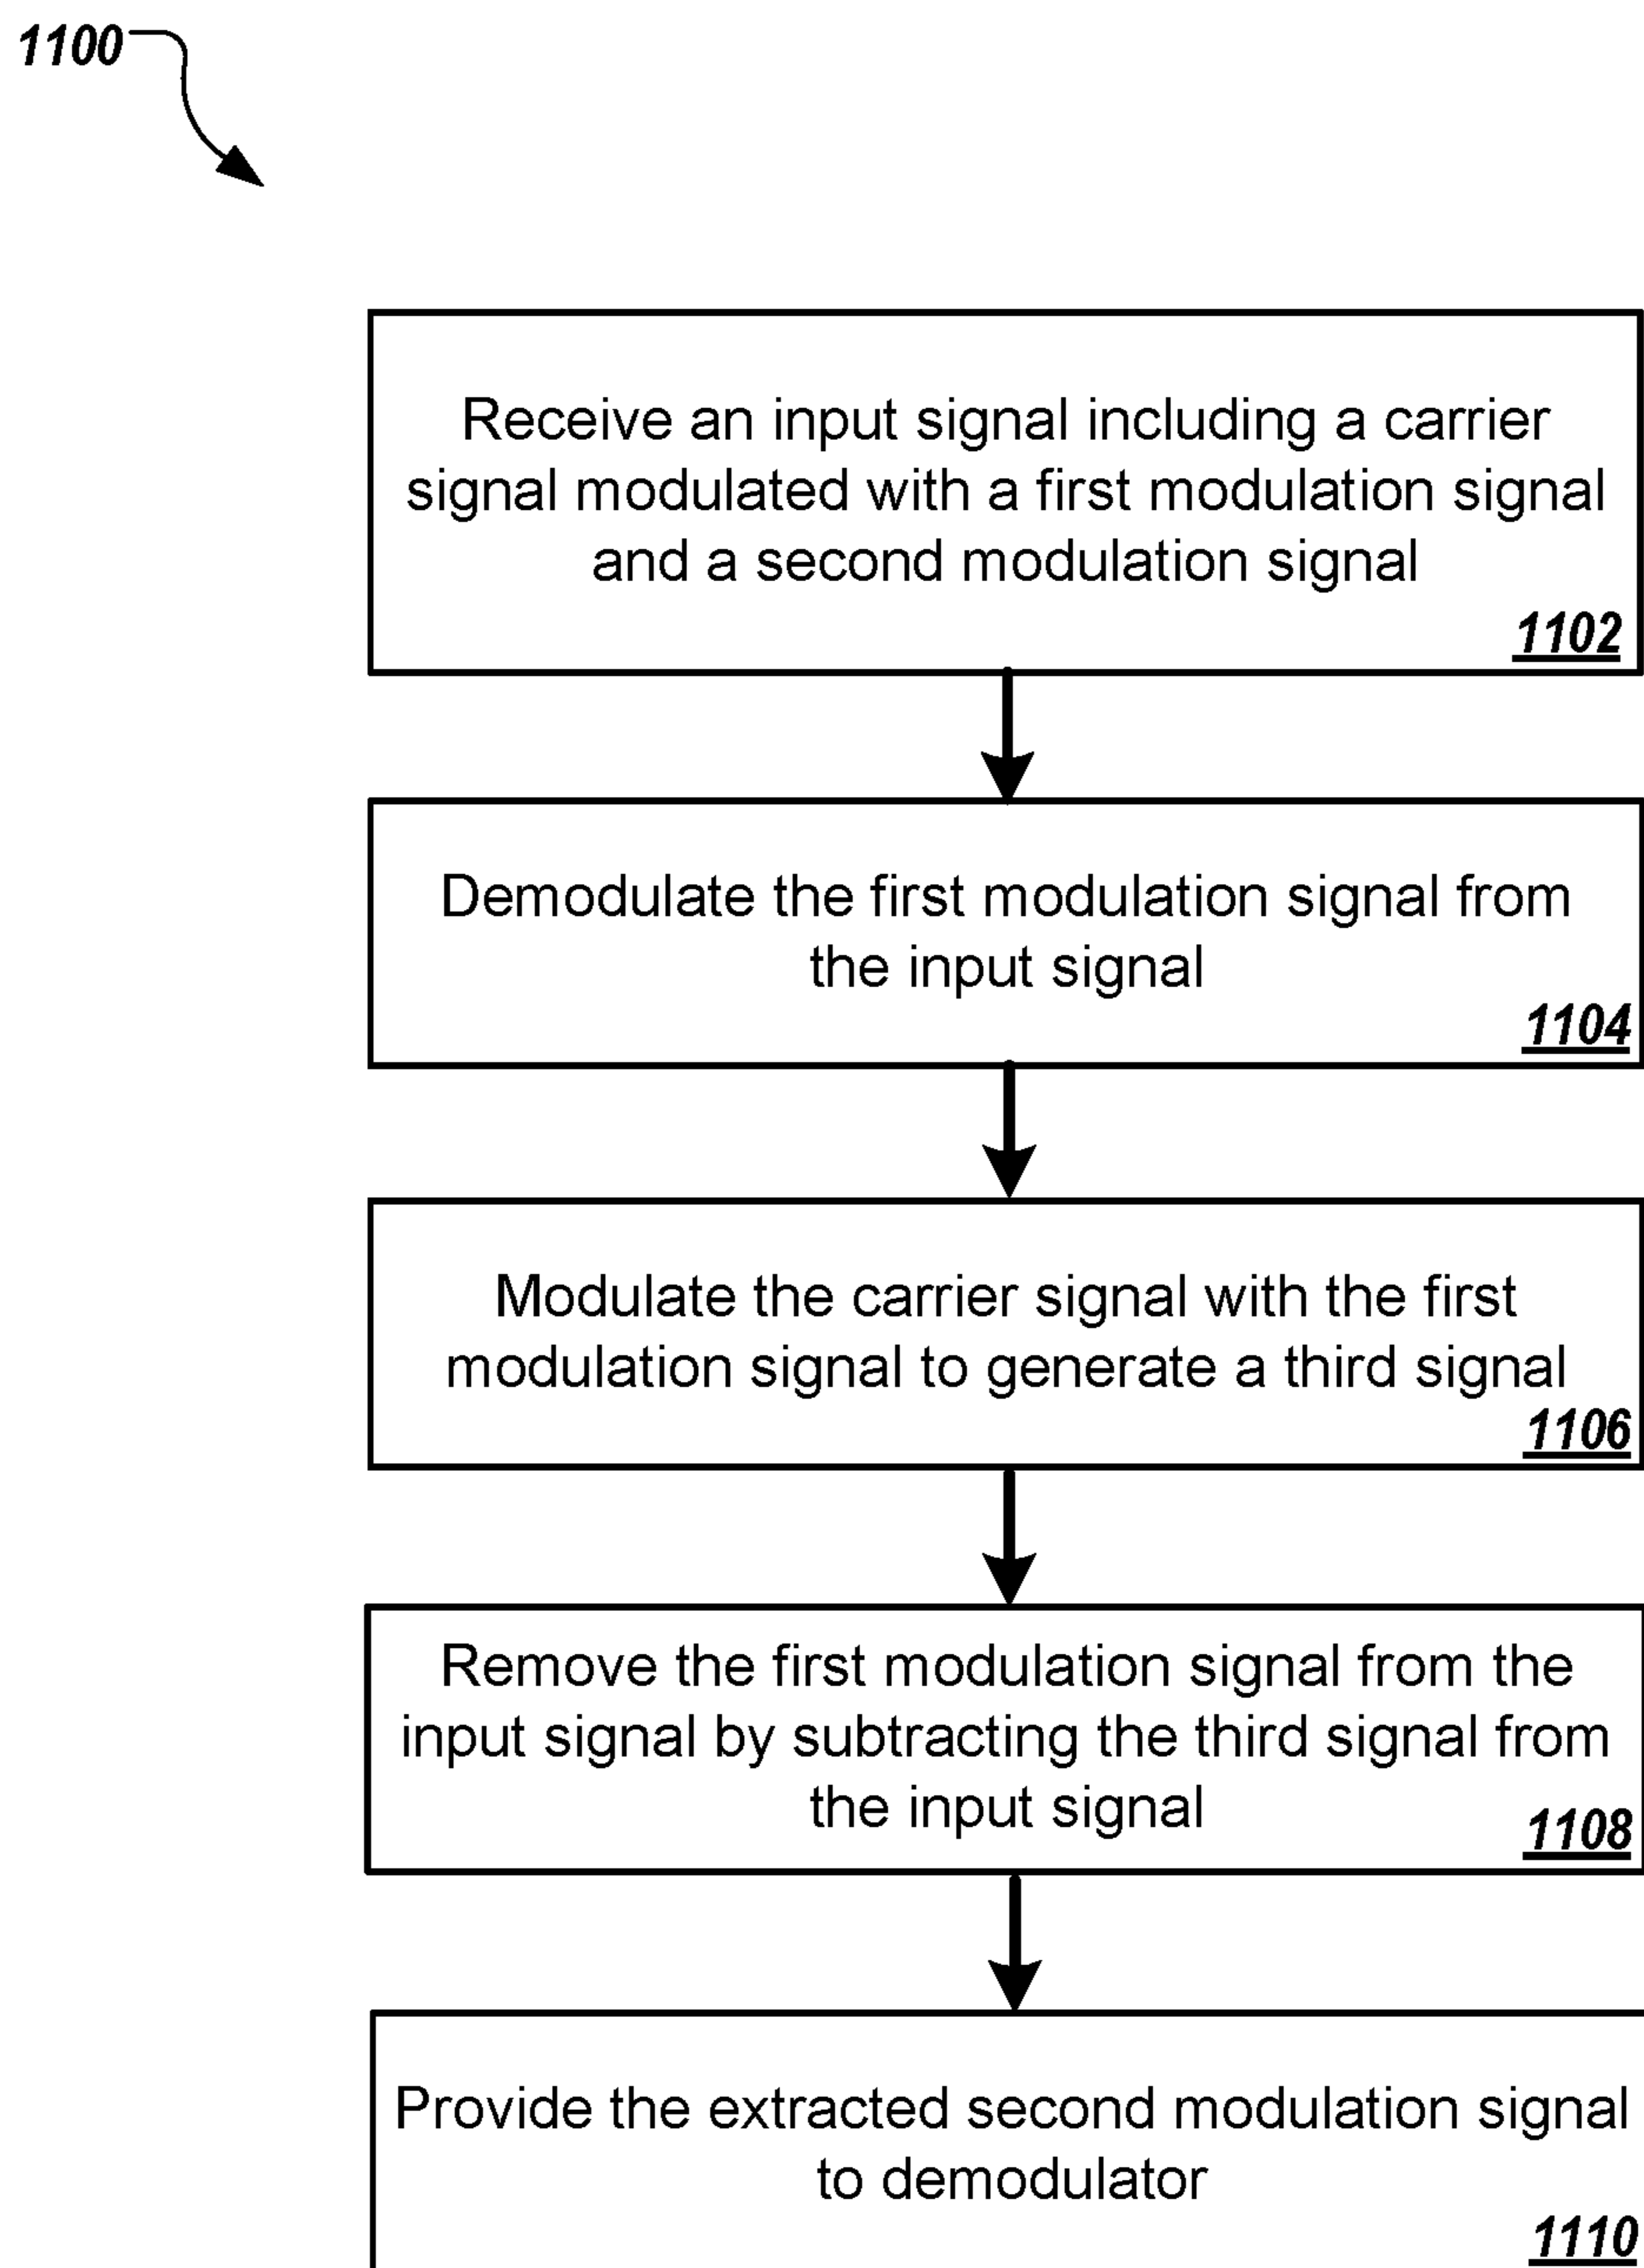 1100
Receive an input signal including a carrier
signal modulated with a first modulation signal
and a second modulation signal
1102
Demodulate the first modulation signal from
the input signal
1104
Modulate the carrier signal with the first
modulation signal to generate a third signal
1106
Remove the first modulation signal from the
input signal by subtracting the third signal from
the input signal
1108
Provide the extracted second modulation signal
to demodulator
1110